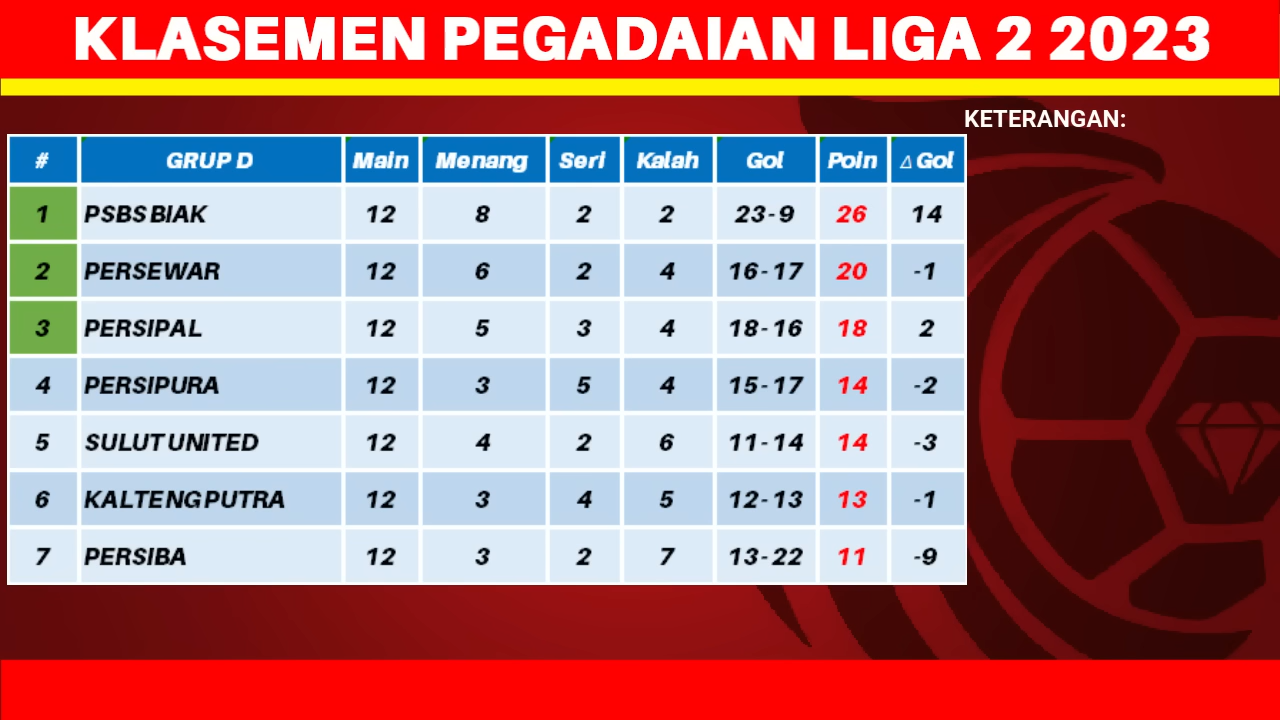 KLASEMEN PEGADAIAN LIGA 2 2023
KETERANGAN:
# GRUP D Main Menang Seri Kalah Gol Poin △ Gol
1 PSBS BIAK 12 8 2 2 23-9 26 14
2 PERSEWAR 12 6 2 4 16-17 20 -1
3 PERSIPAL 12 5 3 4 18-16 18 2
4 PERSIPURA 12 3 5 4 15-17 14 -2
5 SULUT UNITED 12 4 2 6 11-14 14 -3
6 KALTENG PUTRA 12 3 4 5 12-13 13 -1
7 PERSIBA 12 3 2 7 13-22 11 -9